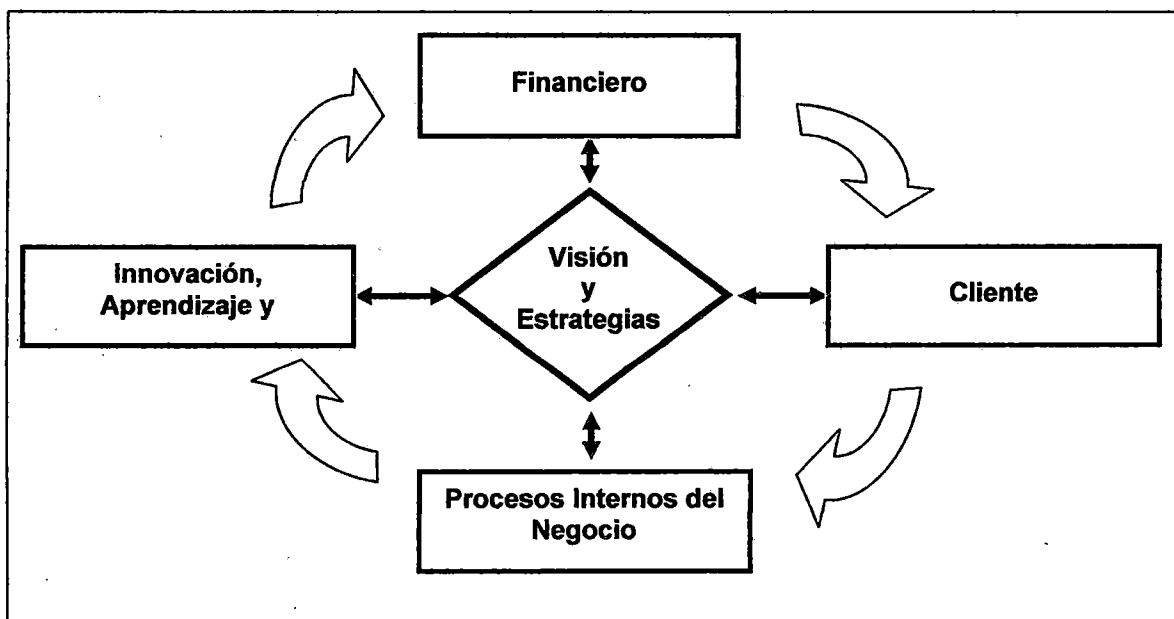 Financiero
Innovación,
Aprendizaje y
Visión
y
Estrategias
Cliente
Procesos Internos del
Negocio